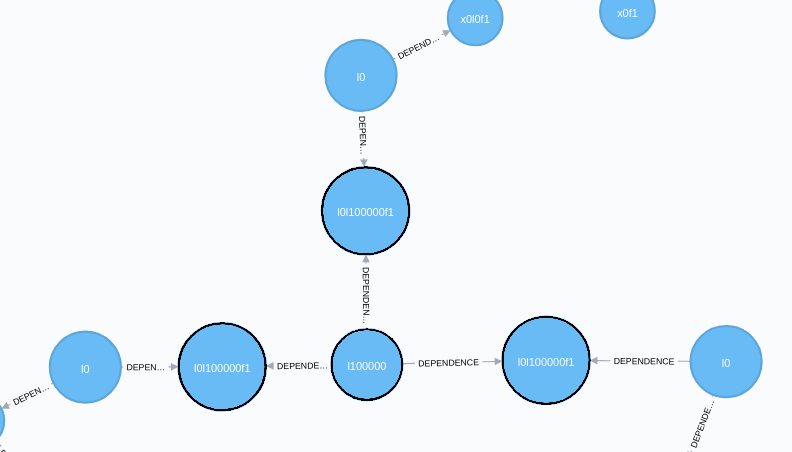 x0l0f1
x0f1
DEPEND...
l0
DEPEN...
l0l100000f1
DEPENDEN...
l0
DEPEN...
l0l100000f1
DEPENDE...
l100000
DEPENDENCE
l0l100000f1
DEPENDENCE
l0
DEPEN...
DEPENDE...